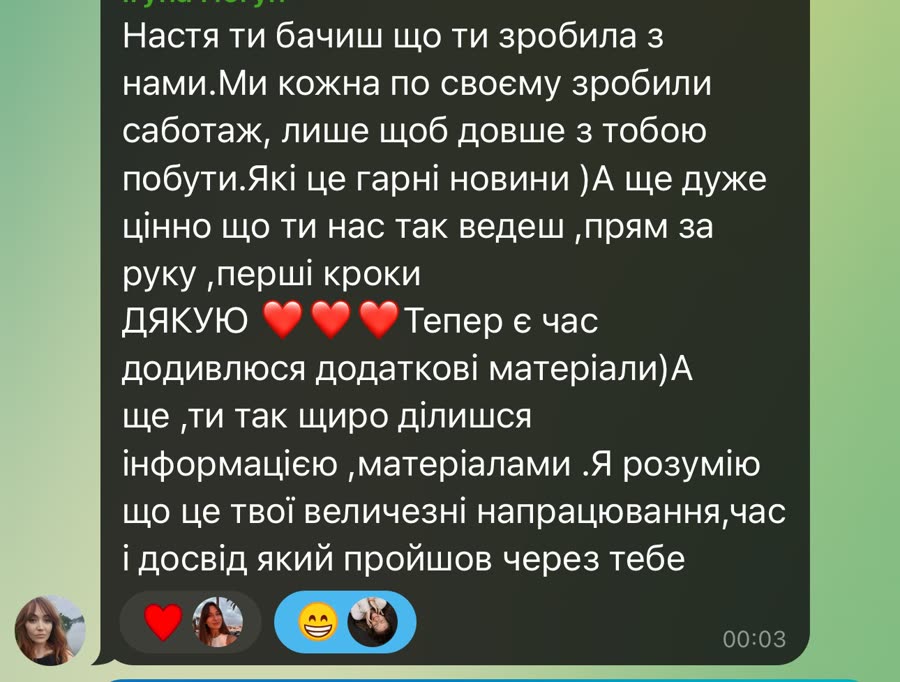 Настя ти бачиш що ти зробила з
нами.Ми кожна по своєму зробили
саботаж, лише щоб довше з тобою
побути.Які це гарні новини )А ще дуже
цінно що ти нас так ведеш ,прям за
руку ,перші кроки
ДЯКУЮ ❤️❤️❤️Тепер є час
додивлюся додаткові матеріали)А
ще ,ти так щиро ділишся
інформацією ,матеріалами .Я розумію
що це твої величезні напрацювання,час
і досвід який пройшов через тебе
00:03